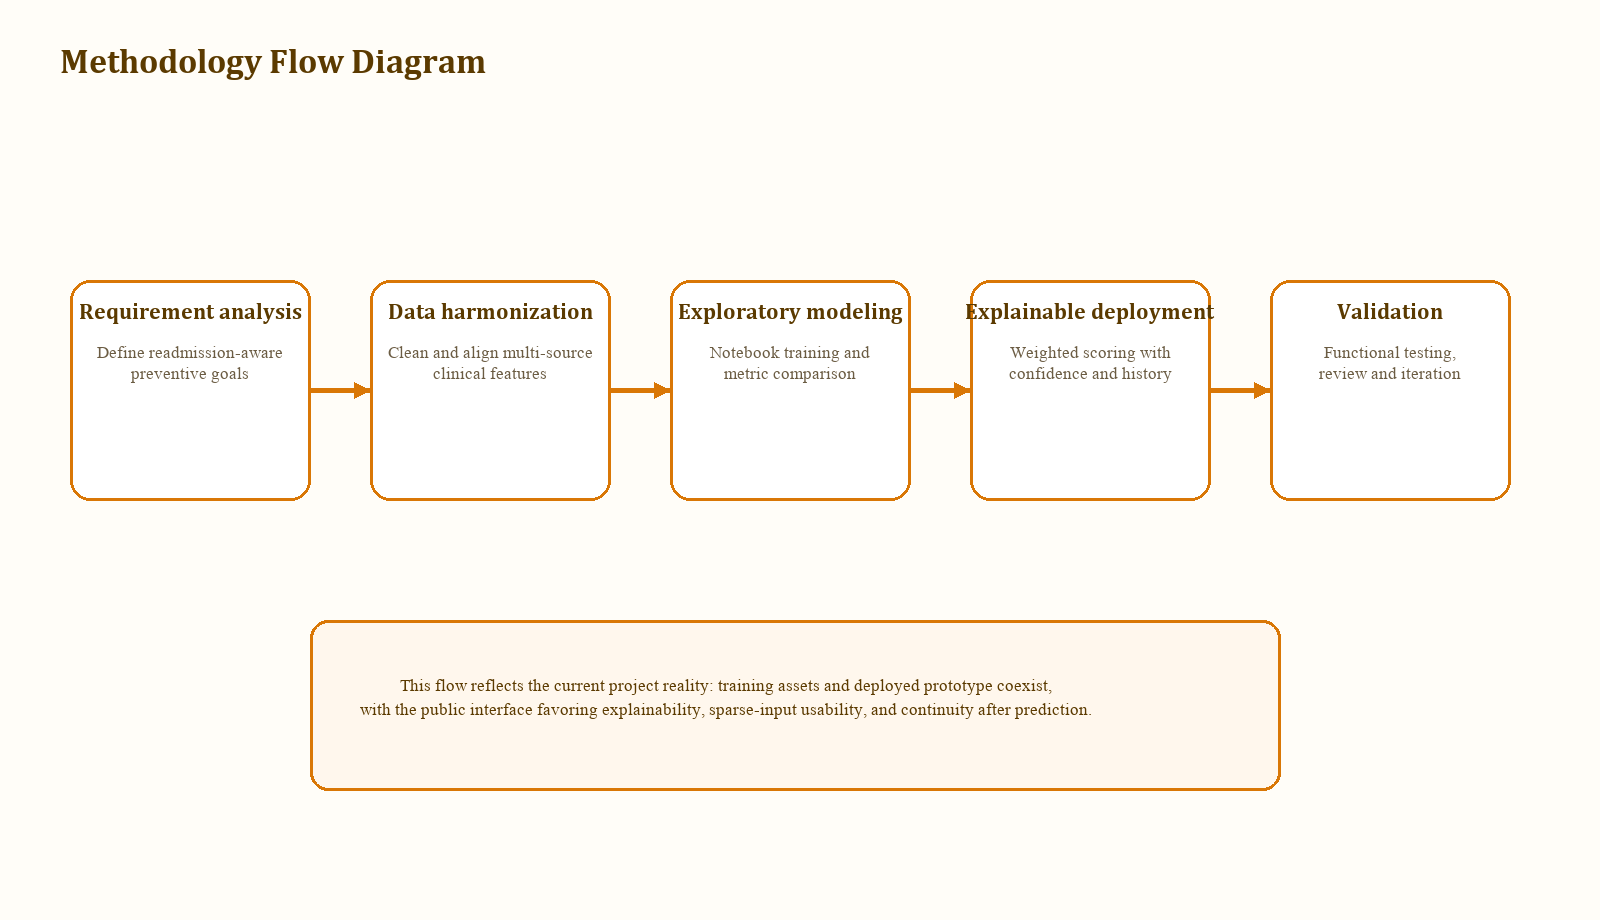 Methodology Flow Diagram
Requirement analysis
Define readmission-aware
preventive goals
Data harmonization
Clean and align multi-source
clinical features
Exploratory modeling
Notebook training and
metric comparison
Explainable deployment
Weighted scoring with
confidence and history
Validation
Functional testing,
review and iteration
This flow reflects the current project reality: training assets and deployed prototype coexist,
with the public interface favoring explainability, sparse-input usability, and continuity after prediction.